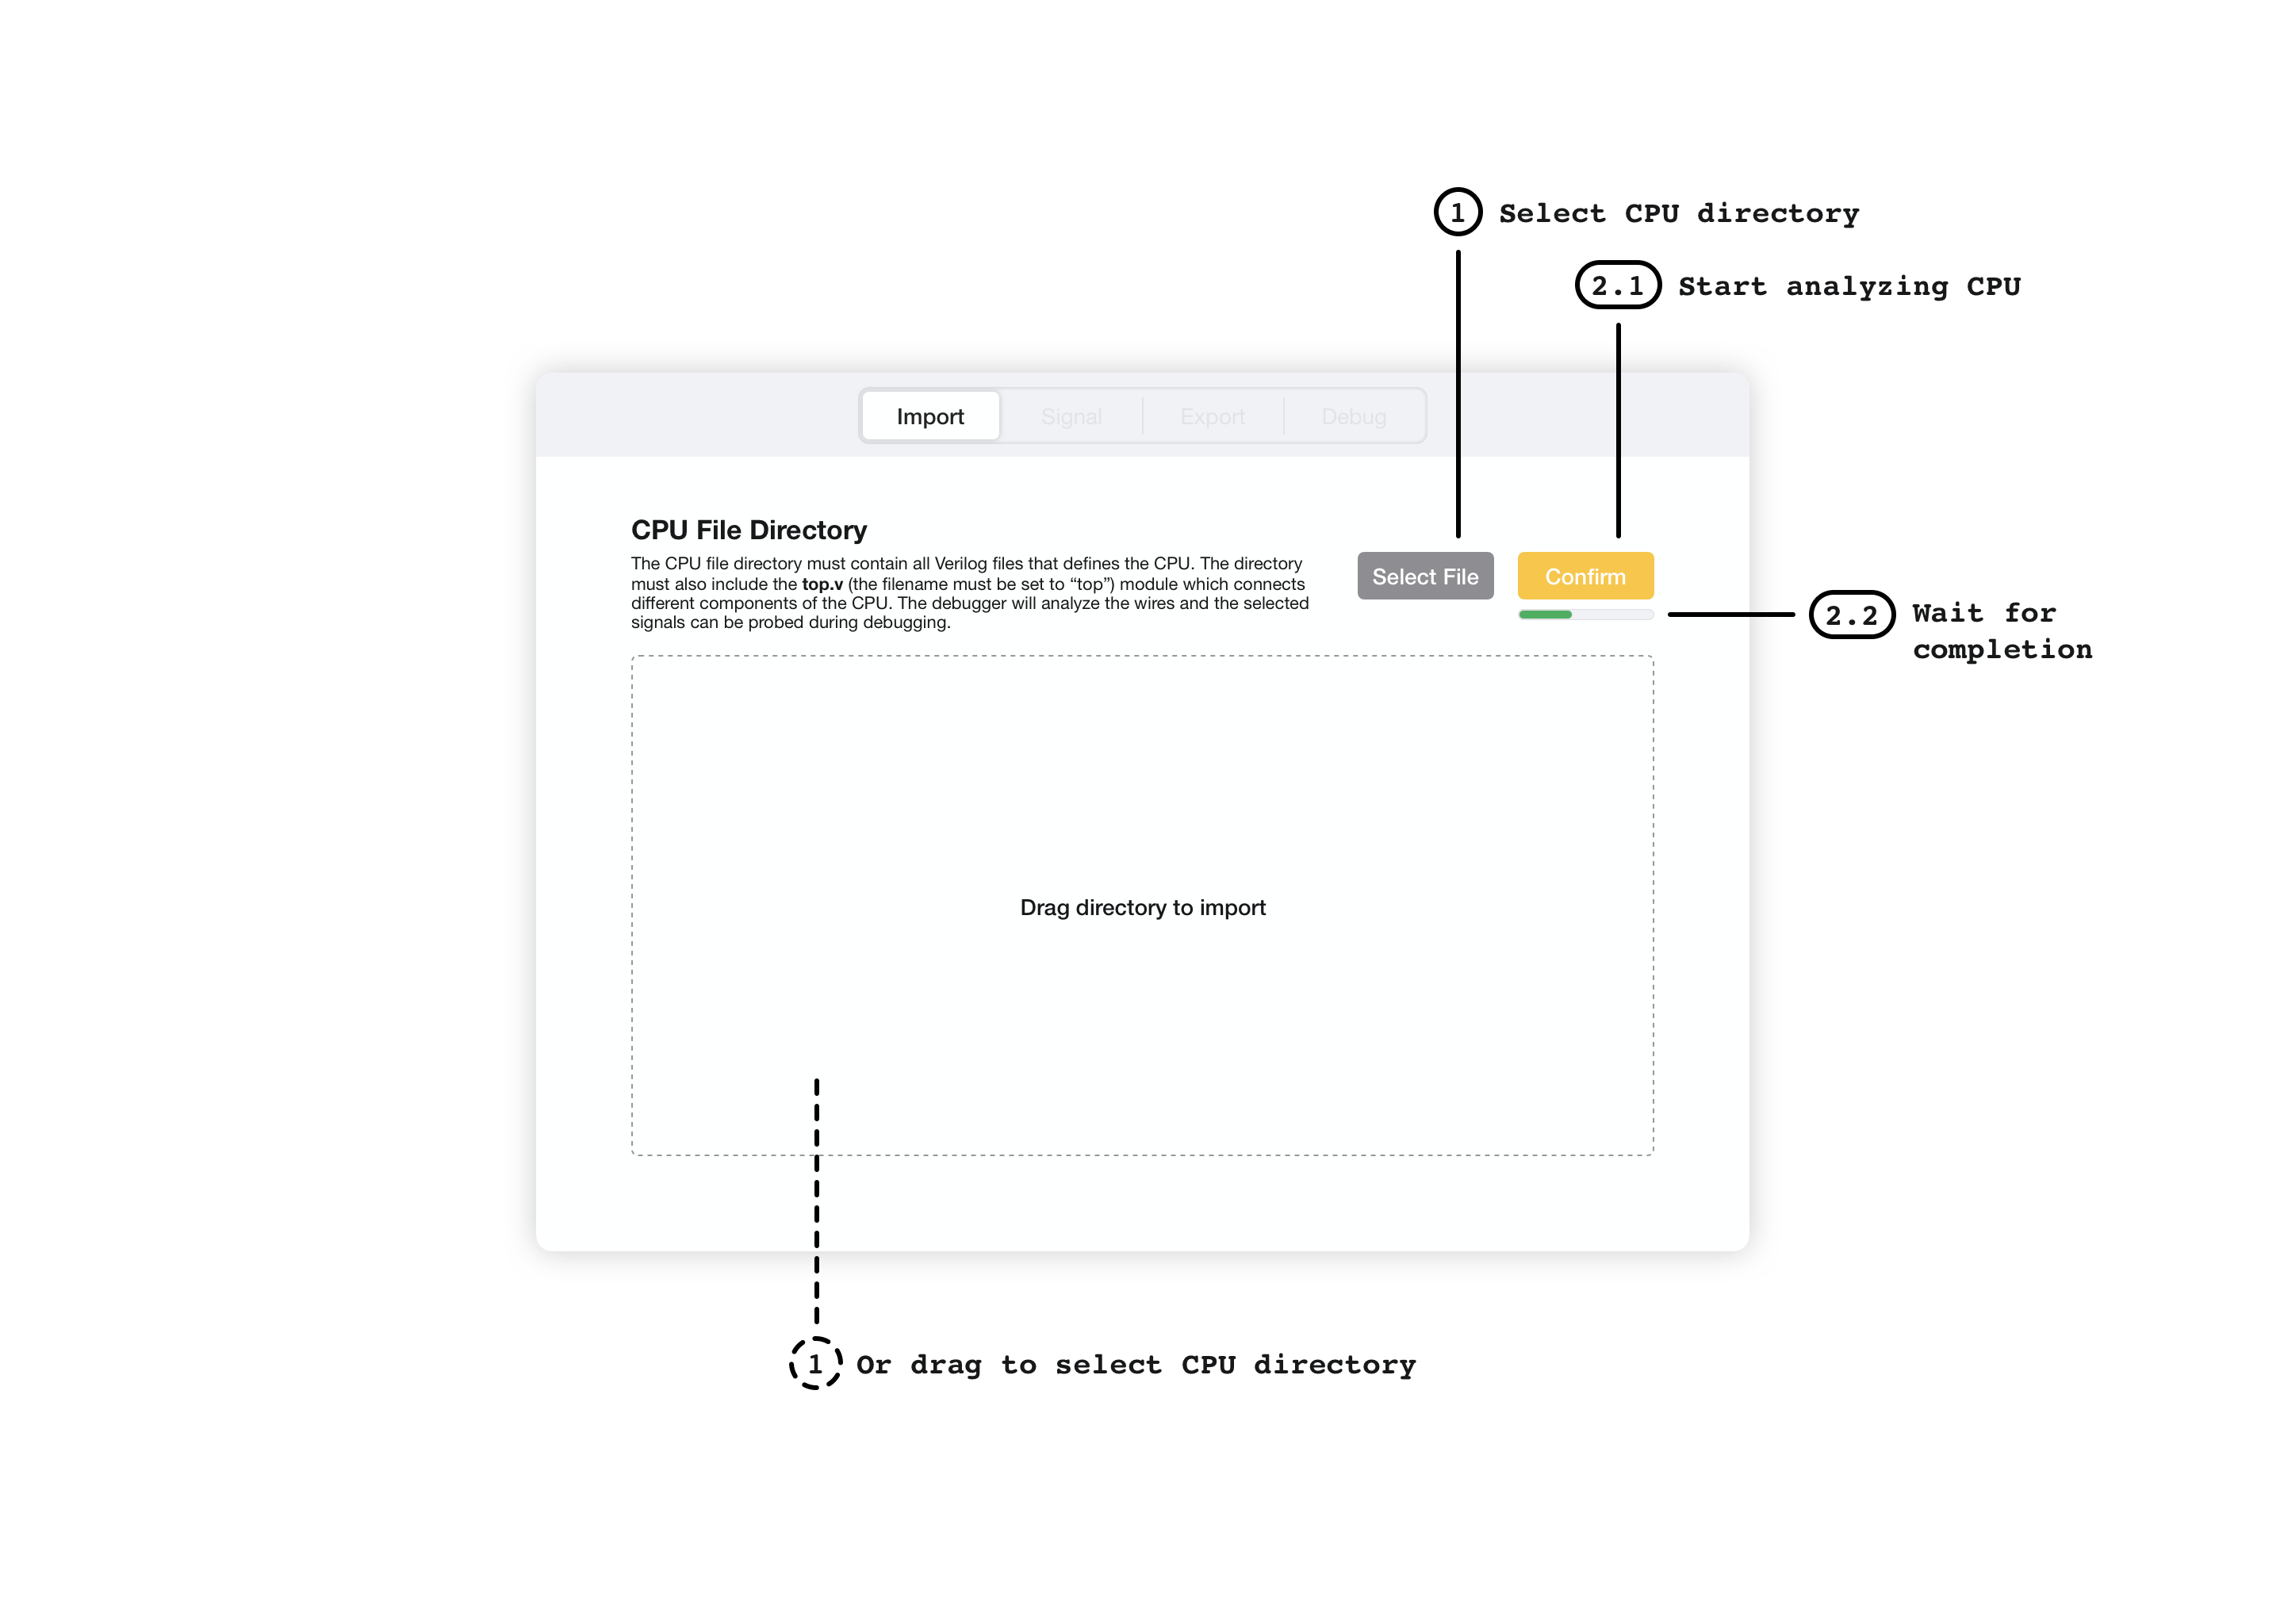 1 Select CPU directory
2.1 Start analyzing CPU
Import Signal Export Debug
CPU File Directory
The CPU file directory must contain all Verilog files that defines the CPU. The directory
must also include the top.v (the filename must be set to “top”) module which connects
different components of the CPU. The debugger will analyze the wires and the selected
signals can be probed during debugging.
Select File
Confirm
2.2 Wait for
completion
Drag directory to import
1 Or drag to select CPU directory